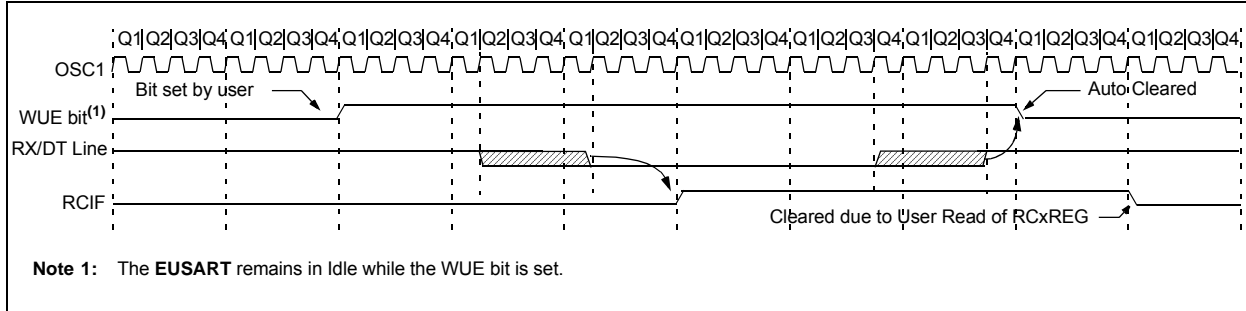 Q1 Q2 Q3 Q4 Q1 Q2 Q3 Q4 Q1 Q2 Q3 Q4 Q1 Q2 Q3 Q4 Q1 Q2 Q3 Q4 Q1 Q2 Q3 Q4 Q1 Q2 Q3 Q4 Q1 Q2 Q3 Q4 Q1 Q2 Q3 Q4 Q1 Q2 Q3 Q4
OSC1
Bit set by user
Auto Cleared
WUE bit(1)
RX/DT Line
RCIF
Cleared due to User Read of RCxREG
Note 1: The EUSART remains in Idle while the WUE bit is set.